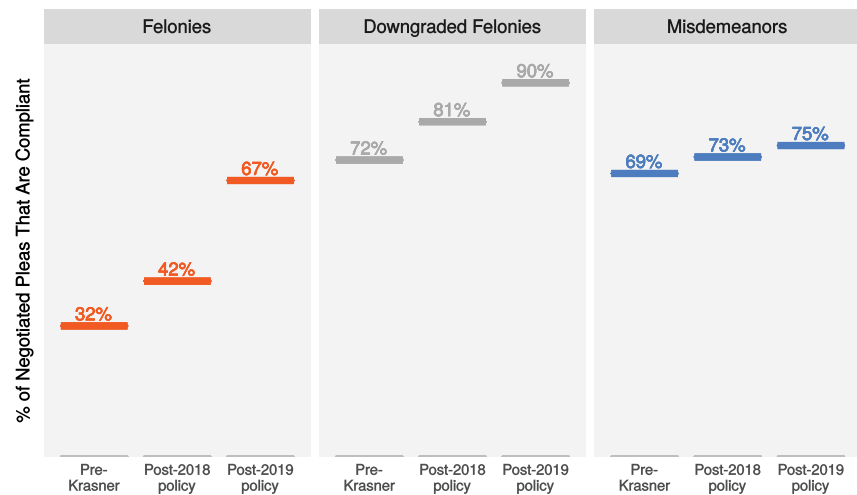 % of Negotiated Pleas That Are Compliant
Felonies
32%
42%
67%
Pre-
Krasner
Post-2018
policy
Post-2019
policy
Downgraded Felonies
72%
81%
90%
Pre-
Krasner
Post-2018
policy
Post-2019
policy
Misdemeanors
69%
73%
75%
Pre-
Krasner
Post-2018
policy
Post-2019
policy